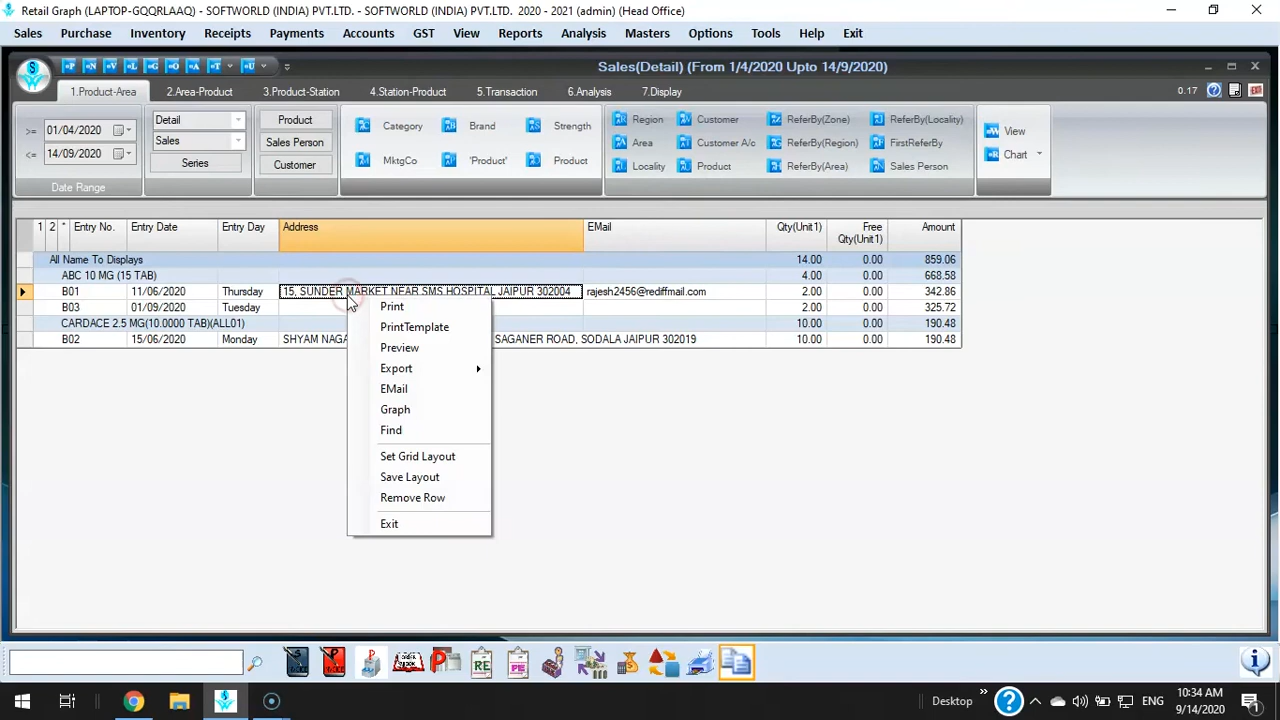 Retail Graph (LAPTOP-GQQRLAAQ) - SOFTWORLD (INDIA) PVT.LTD. - SOFTWORLD (INDIA) PVT.LTD.  2020 - 2021 (admin) (Head Office)
Sales Purchase Inventory Receipts Payments Accounts GST View Reports Analysis Masters Options Tools Help Exit
Sales(Detail) (From 1/4/2020 Upto 14/9/2020)
1.Product-Area 2.Area-Product 3.Product-Station 4.Station-Product 5.Transaction 6.Analysis 7.Display 0.17
>= 01/04/2020
<= 14/09/2020
Date Range
Detail
Sales
Series
Product
Sales Person
Customer
Category Brand Strength
MktgCo 'Product' Product
Region Customer ReferBy(Zone) ReferBy(Locality)
Area Customer A/c ReferBy(Region) FirstReferBy
Locality Product ReferBy(Area) Sales Person
View
Chart
1 2 * Entry No. Entry Date Entry Day Address EMail Qty(Unit1) Free Qty(Unit1) Amount
All Name To Displays 14.00 0.00 859.06
ABC 10 MG (15 TAB) 4.00 0.00 668.58
B01 11/06/2020 Thursday 15, SUNDER MARKET NEAR SMS HOSPITAL JAIPUR 302004 rajesh2456@rediffmail.com 2.00 0.00 342.86
B03 01/09/2020 Tuesday 2.00 0.00 325.72
CARDACE 2.5 MG(10.0000 TAB)(ALL01) 10.00 0.00 190.48
B02 15/06/2020 Monday SHYAM NAGA SAGANER ROAD, SODALA JAIPUR 302019 10.00 0.00 190.48
Print
PrintTemplate
Preview
Export
EMail
Graph
Find
Set Grid Layout
Save Layout
Remove Row
Exit
Desktop
ENG
10:34 AM
9/14/2020